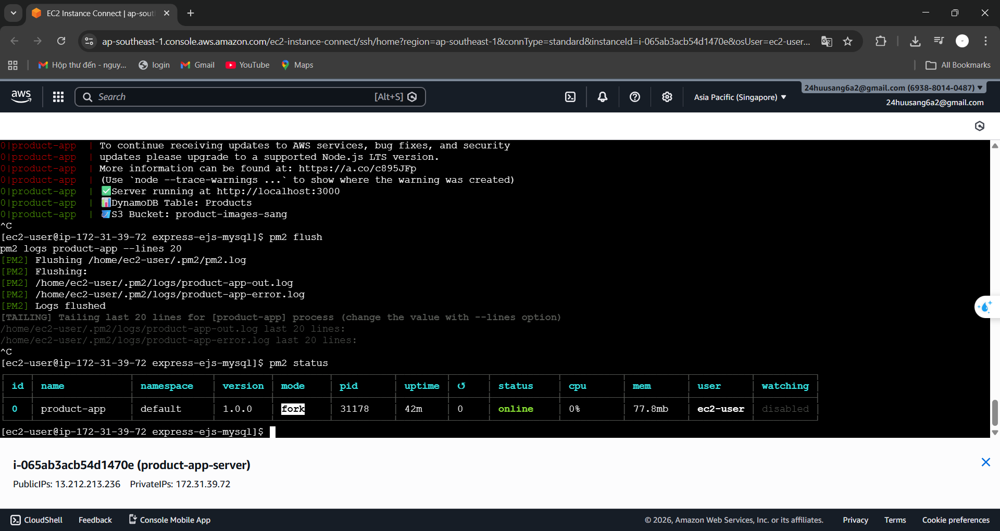 EC2 Instance Connect | ap-sout
ap-southeast-1.console.aws.amazon.com/ec2-instance-connect/ssh/home?region=ap-southeast-1&connType=standard&instanceId=i-065ab3acb54d1470e&osUser=ec2-user...
Hộp thư đến - nguy...
login
Gmail
YouTube
Maps
All Bookmarks
aws
Search
[Alt+S]
Asia Pacific (Singapore)
24huusang6a2@gmail.com (6938-8014-0487)
24huusang6a2@gmail.com
0|product-app | To continue receiving updates to AWS services, bug fixes, and security
0|product-app | updates please upgrade to a supported Node.js LTS version.
0|product-app | More information can be found at: https://a.co/c895JFp
0|product-app | (Use `node --trace-warnings ...` to show where the warning was created)
0|product-app | ✅Server running at http://localhost:3000
0|product-app | 📊DynamoDB Table: Products
0|product-app | 🪣S3 Bucket: product-images-sang
^C
[ec2-user@ip-172-31-39-72 express-ejs-mysql]$ pm2 flush
pm2 logs product-app --lines 20
[PM2] Flushing /home/ec2-user/.pm2/pm2.log
[PM2] Flushing:
[PM2] /home/ec2-user/.pm2/logs/product-app-out.log
[PM2] /home/ec2-user/.pm2/logs/product-app-error.log
[PM2] Logs flushed
[TAILING] Tailing last 20 lines for [product-app] process (change the value with --lines option)
/home/ec2-user/.pm2/logs/product-app-out.log last 20 lines:
/home/ec2-user/.pm2/logs/product-app-error.log last 20 lines:
^C
[ec2-user@ip-172-31-39-72 express-ejs-mysql]$ pm2 status
id name namespace version mode pid uptime ↺ status cpu mem user watching
0 product-app default 1.0.0 fork 31178 42m 0 online 0% 77.8mb ec2-user disabled
[ec2-user@ip-172-31-39-72 express-ejs-mysql]$
i-065ab3acb54d1470e (product-app-server)
PublicIPs: 13.212.213.236 PrivateIPs: 172.31.39.72
CloudShell Feedback Console Mobile App © 2026, Amazon Web Services, Inc. or its affiliates. Privacy Terms Cookie preferences